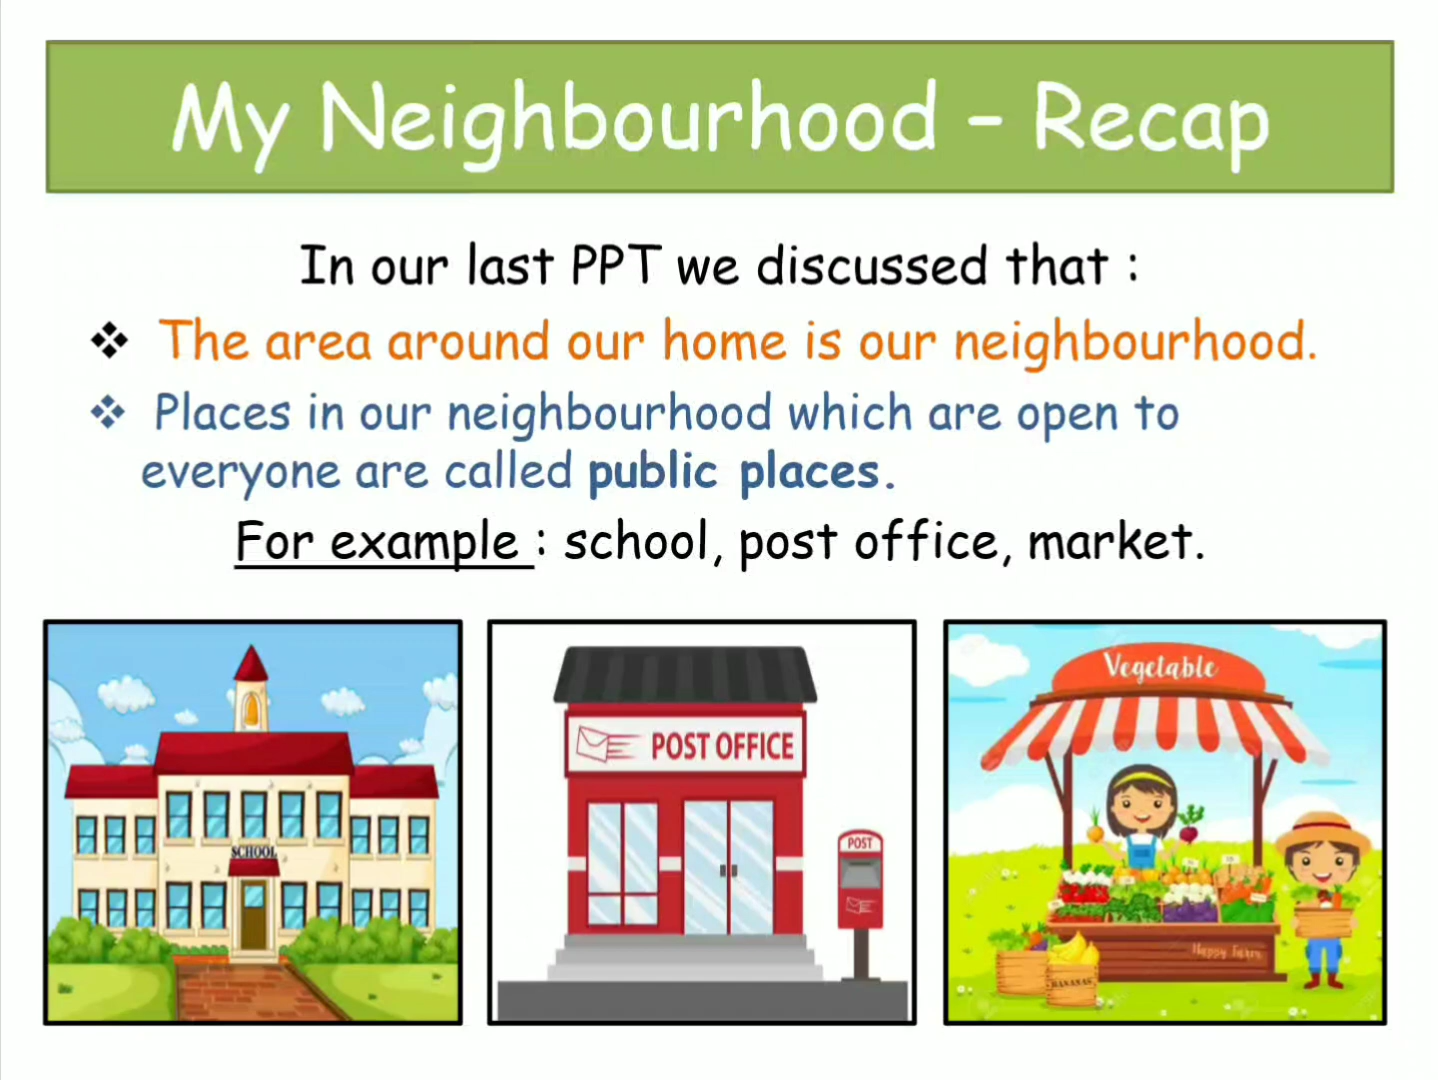 My Neighbourhood – Recap
In our last PPT we discussed that :
❖ The area around our home is our neighbourhood.
❖ Places in our neighbourhood which are open to
everyone are called public places.
For example : school, post office, market.
SCHOOL
POST OFFICE
POST
Vegetable
Happy Farm
BANANAS